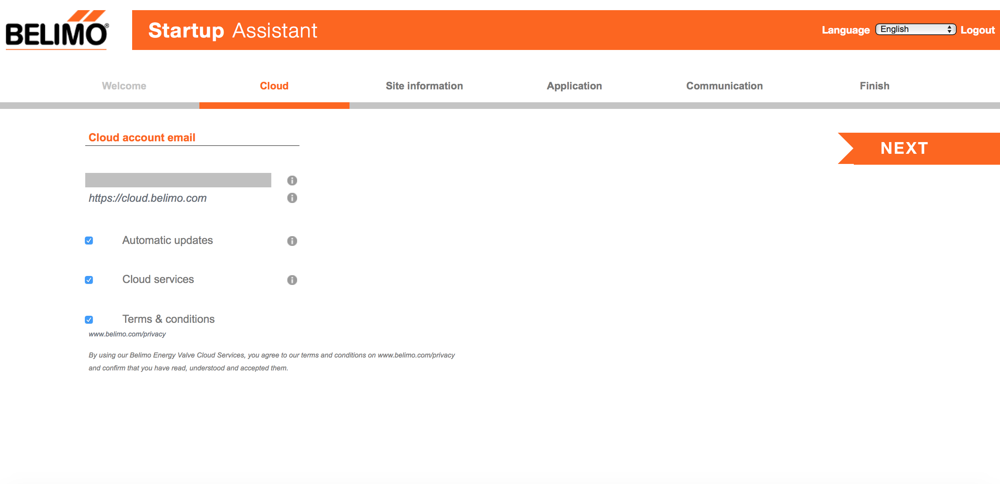 BELIMO®
Startup Assistant
Language English Logout
Welcome Cloud Site information Application Communication Finish
Cloud account email
NEXT
https://cloud.belimo.com
Automatic updates
Cloud services
Terms & conditions
www.belimo.com/privacy
By using our Belimo Energy Valve Cloud Services, you agree to our terms and conditions on www.belimo.com/privacy
and confirm that you have read, understood and accepted them.